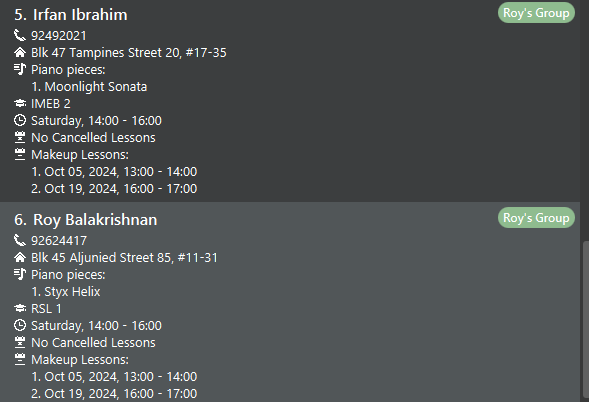 5. Irfan Ibrahim
Roy's Group
92492021
Blk 47 Tampines Street 20, #17-35
Piano pieces:
1. Moonlight Sonata
IMEB 2
Saturday, 14:00 - 16:00
No Cancelled Lessons
Makeup Lessons:
1. Oct 05, 2024, 13:00 - 14:00
2. Oct 19, 2024, 16:00 - 17:00
6. Roy Balakrishnan
Roy's Group
92624417
Blk 45 Aljunied Street 85, #11-31
Piano pieces:
1. Styx Helix
RSL 1
Saturday, 14:00 - 16:00
No Cancelled Lessons
Makeup Lessons:
1. Oct 05, 2024, 13:00 - 14:00
2. Oct 19, 2024, 16:00 - 17:00